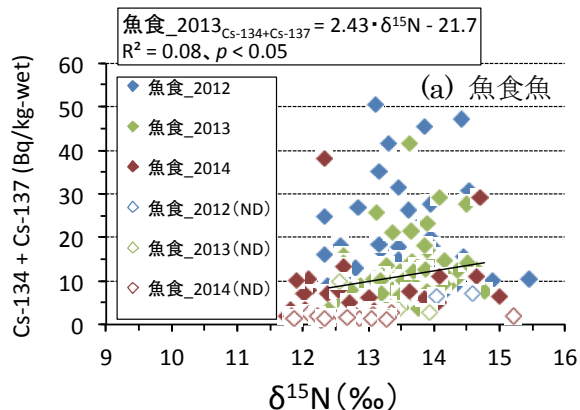 魚食_2013Cs-134+Cs-137 = 2.43・δ15N - 21.7
R² = 0.08、p < 0.05
(a) 魚食魚
魚食_2012
魚食_2013
魚食_2014
魚食_2012(ND)
魚食_2013(ND)
魚食_2014(ND)
Cs-134 + Cs-137 (Bq/kg-wet)
60
50
40
30
20
10
0
9 10 11 12 13 14 15 16
δ15N(‰)